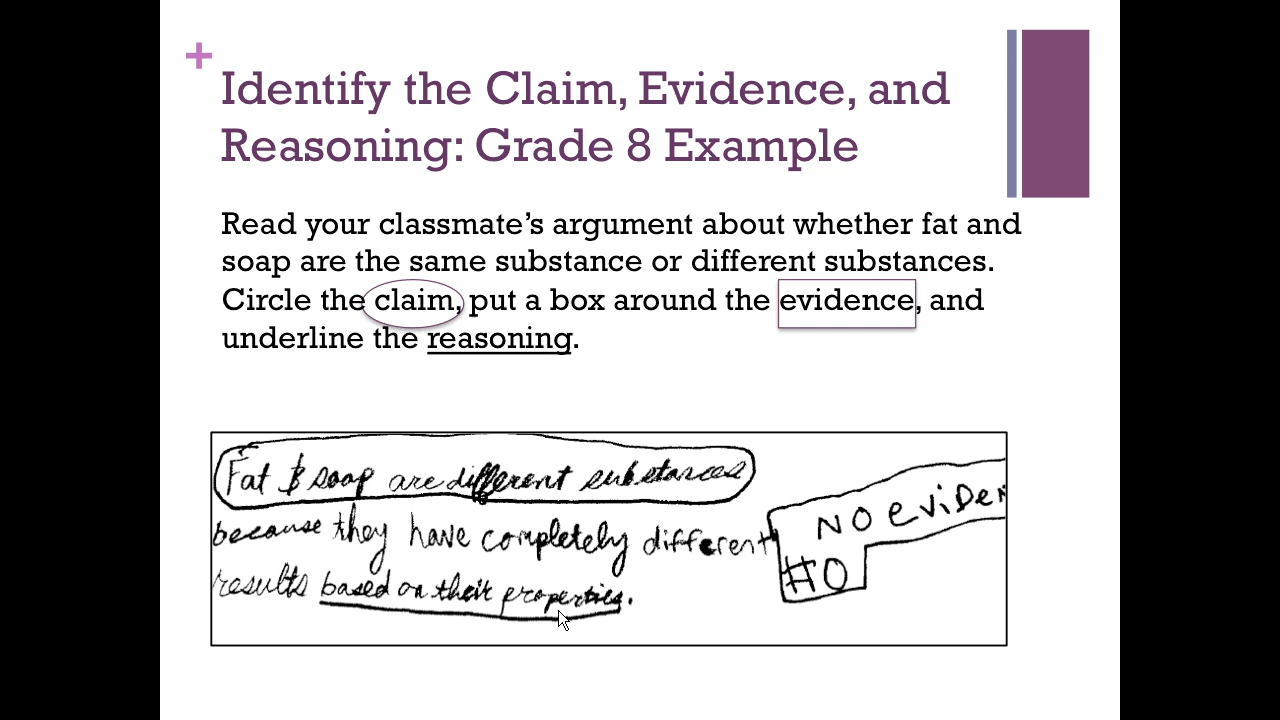 +
Identify the Claim, Evidence, and
Reasoning: Grade 8 Example
Read your classmate’s argument about whether fat and
soap are the same substance or different substances.
Circle the claim, put a box around the evidence, and
underline the reasoning.
Fat & soap are different substances
because they have completely different
results based on their properties.
NO eviden
#0